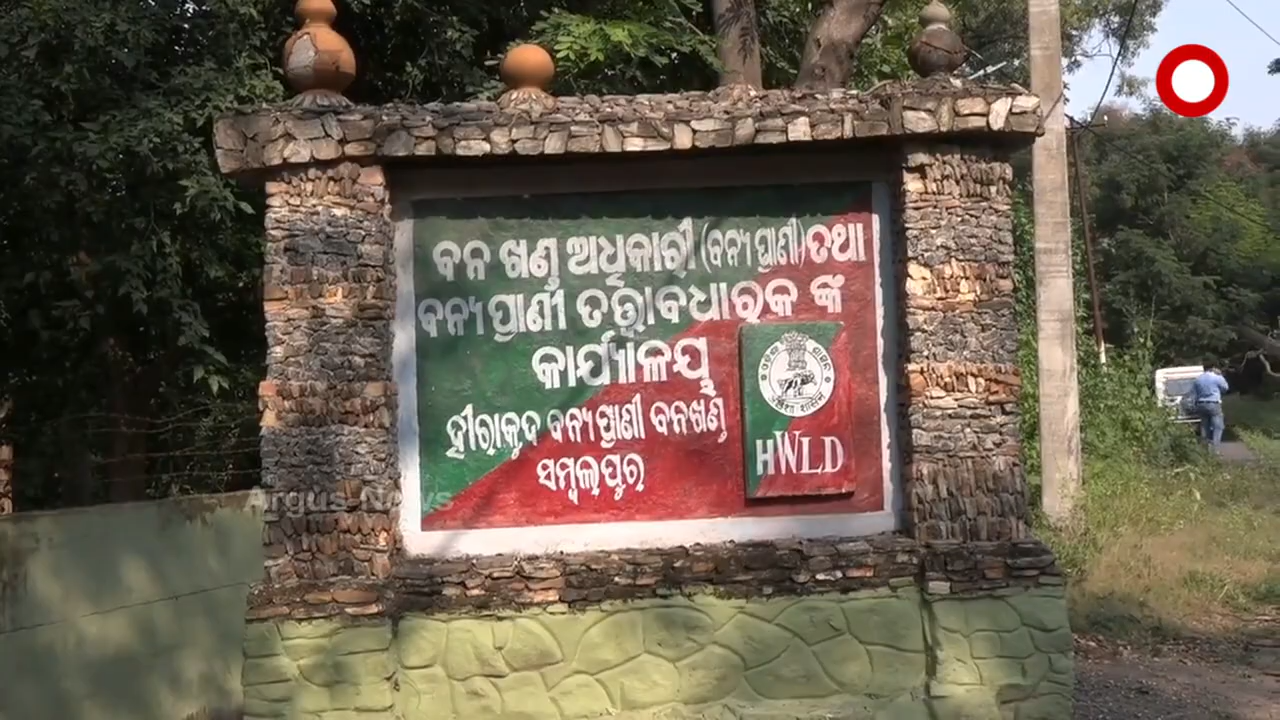 ବନ ଖଣ୍ଡ ଅଧିକାରୀ (ବନ୍ୟ ପ୍ରାଣୀ) ତଥା
ବନ୍ୟପ୍ରାଣୀ ତତ୍ତ୍ୱାବଧାରକ ଙ୍କ
କାର୍ଯ୍ୟାଳୟ
ହୀରାକୁଦ ବନ୍ୟପ୍ରାଣୀ ବନଖଣ୍ଡ
ସମ୍ବଲପୁର
HWLD
Argus News